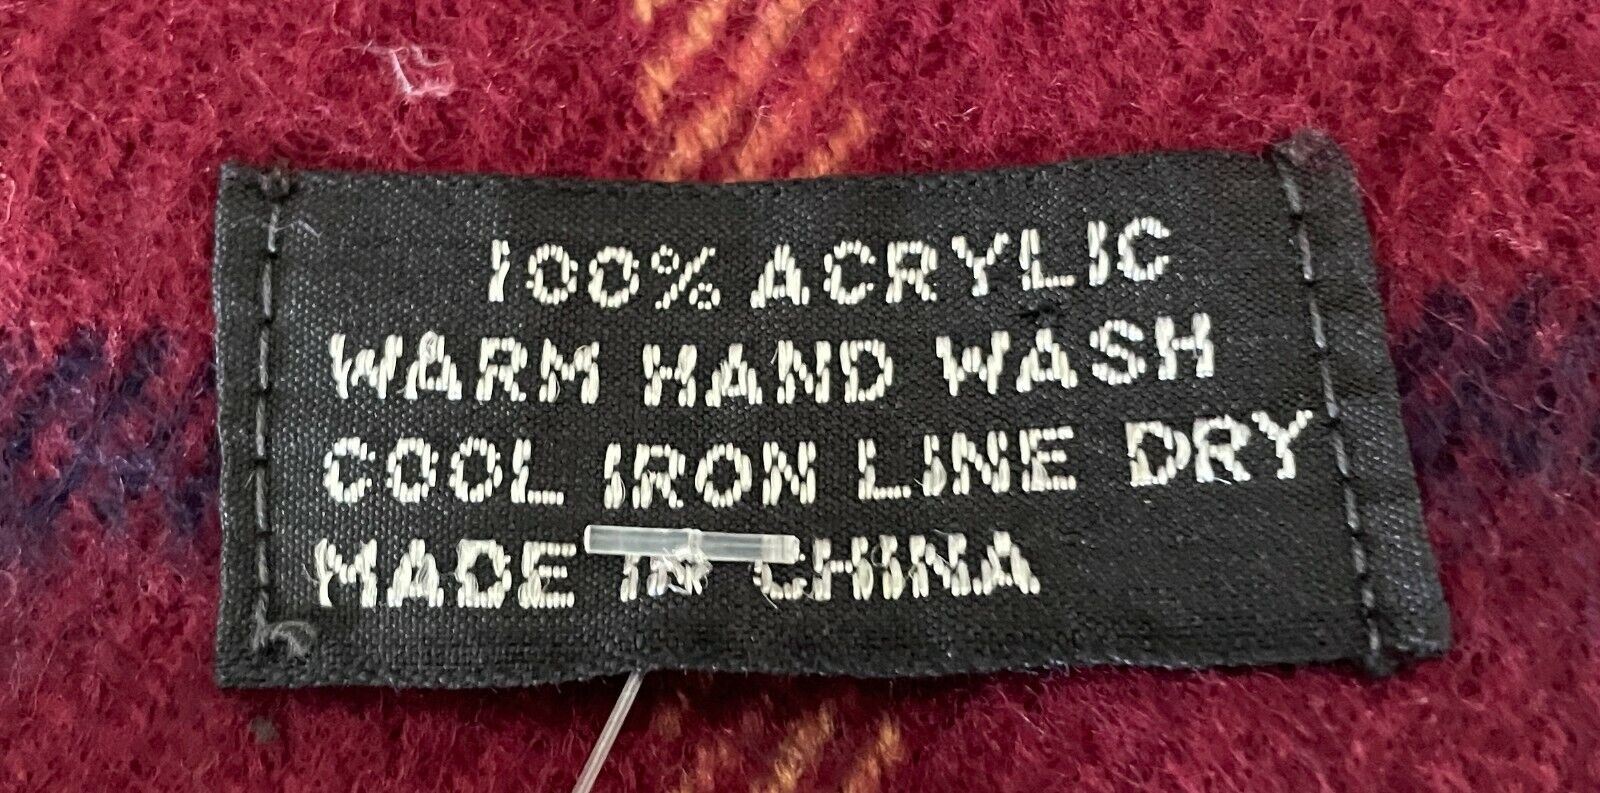 100% ACRYLIC
WARM HAND WASH
COOL IRON LINE DRY
MADE IN CHINA